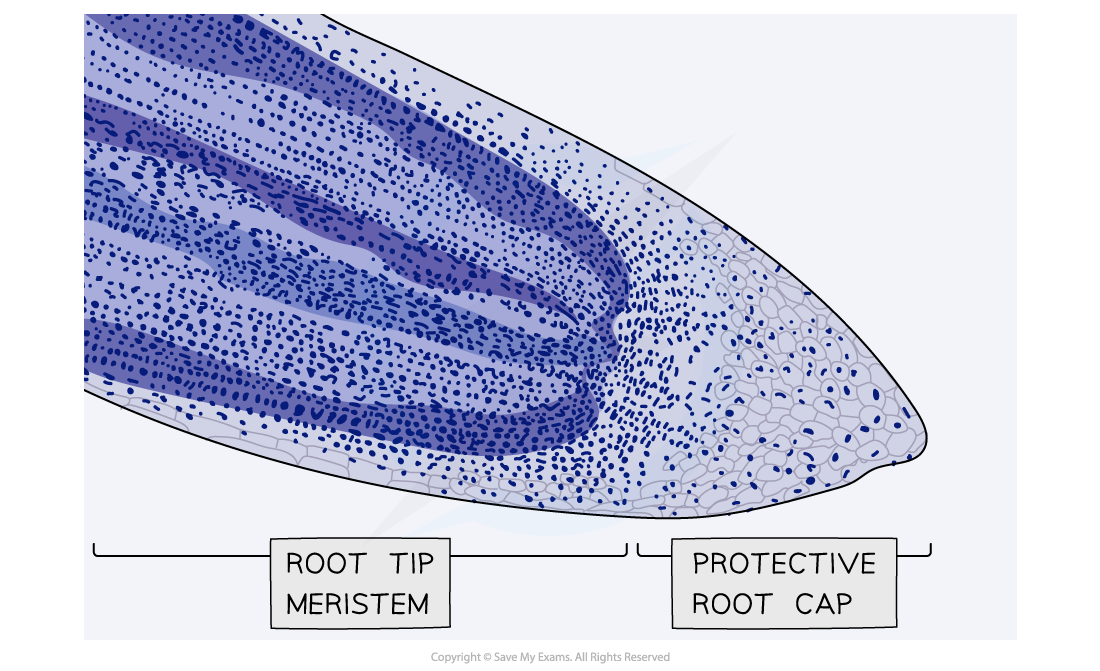 ROOT TIP
MERISTEM
PROTECTIVE
ROOT CAP
Copyright © Save My Exams. All Rights Reserved